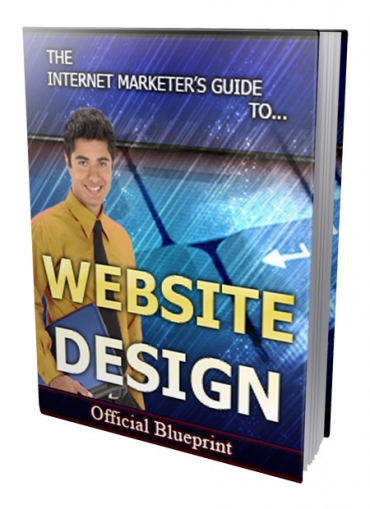 THE
INTERNET MARKETER'S GUIDE
TO...
WEBSITE
DESIGN
Official Blueprint